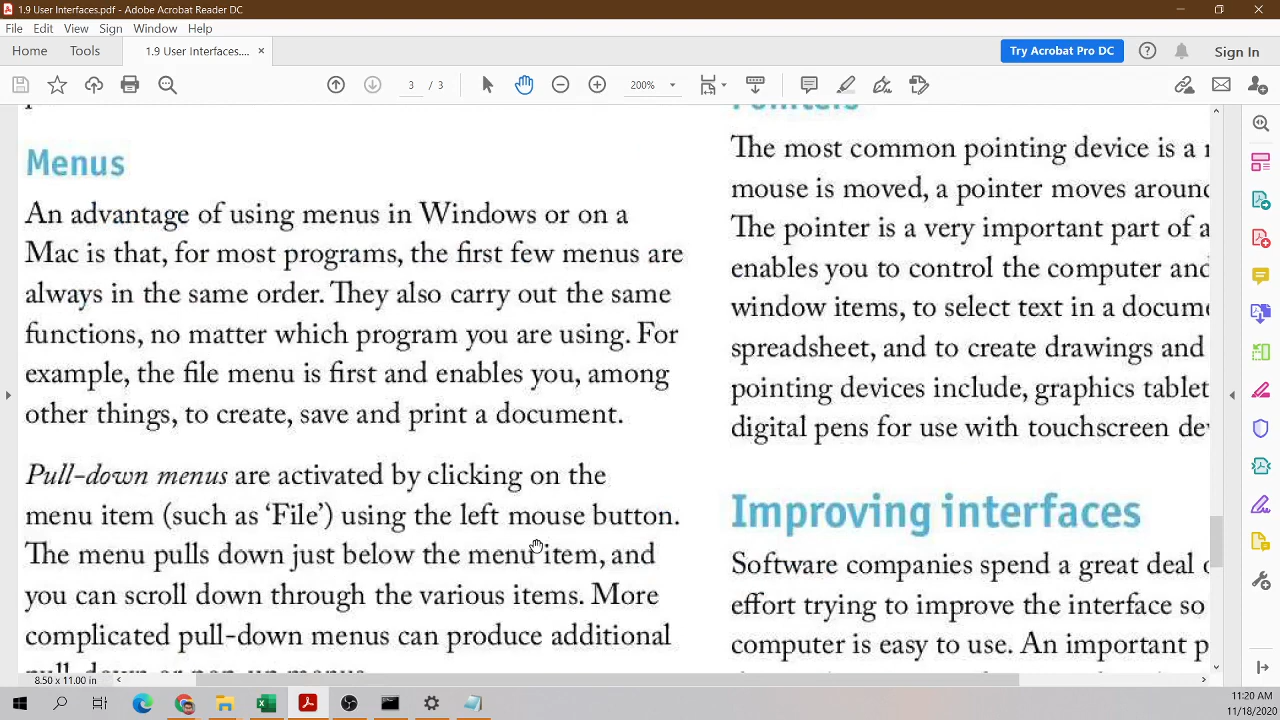 1.9 User Interfaces.pdf - Adobe Acrobat Reader DC
File Edit View Sign Window Help
Home Tools 1.9 User Interfaces.... × Try Acrobat Pro DC Sign In
3 / 3 200%
Menus
An advantage of using menus in Windows or on a
Mac is that, for most programs, the first few menus are
always in the same order. They also carry out the same
functions, no matter which program you are using. For
example, the file menu is first and enables you, among
other things, to create, save and print a document.
Pull-down menus are activated by clicking on the
menu item (such as ‘File’) using the left mouse button.
The menu pulls down just below the menu item, and
you can scroll down through the various items. More
complicated pull-down menus can produce additional
pull-down or pop-up menus.
Pointers
The most common pointing device is a
mouse is moved, a pointer moves around
The pointer is a very important part of a
enables you to control the computer and
window items, to select text in a docume
spreadsheet, and to create drawings and
pointing devices include, graphics tablet
digital pens for use with touchscreen de
Improving interfaces
Software companies spend a great deal
effort trying to improve the interface so
computer is easy to use. An important p
8.50 x 11.00 in
11:20 AM
11/18/2020